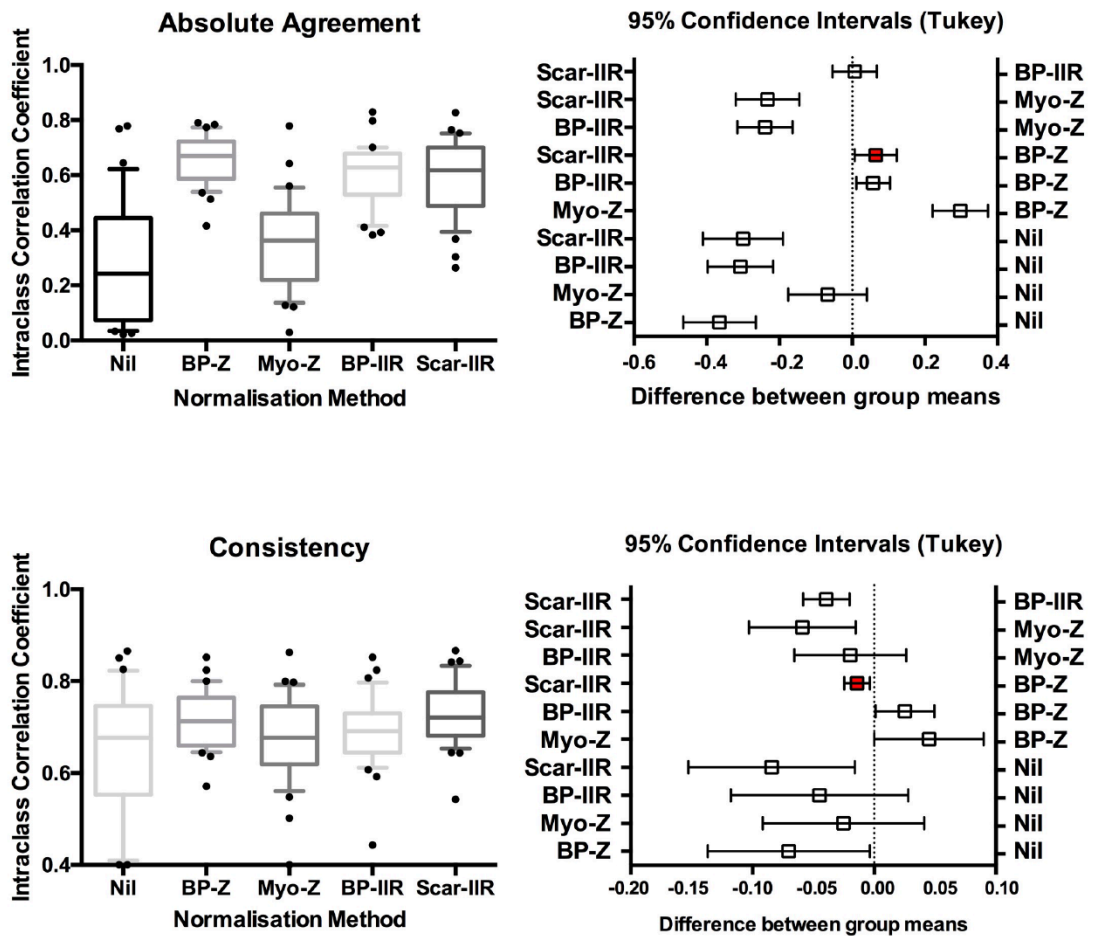 Absolute Agreement
Intraclass Correlation Coefficient
1.0
0.8
0.6
0.4
0.2
0.0
Nil BP-Z Myo-Z BP-IIR Scar-IIR
Normalisation Method
95% Confidence Intervals (Tukey)
Scar-IIR BP-IIR
Scar-IIR Myo-Z
BP-IIR Myo-Z
Scar-IIR BP-Z
BP-IIR BP-Z
Myo-Z BP-Z
Scar-IIR Nil
BP-IIR Nil
Myo-Z Nil
BP-Z Nil
-0.6 -0.4 -0.2 0.0 0.2 0.4
Difference between group means
Consistency
Intraclass Correlation Coefficient
1.0
0.8
0.6
0.4
Nil BP-Z Myo-Z BP-IIR Scar-IIR
Normalisation Method
95% Confidence Intervals (Tukey)
Scar-IIR BP-IIR
Scar-IIR Myo-Z
BP-IIR Myo-Z
Scar-IIR BP-Z
BP-IIR BP-Z
Myo-Z BP-Z
Scar-IIR Nil
BP-IIR Nil
Myo-Z Nil
BP-Z Nil
-0.20 -0.15 -0.10 -0.05 0.00 0.05 0.10
Difference between group means